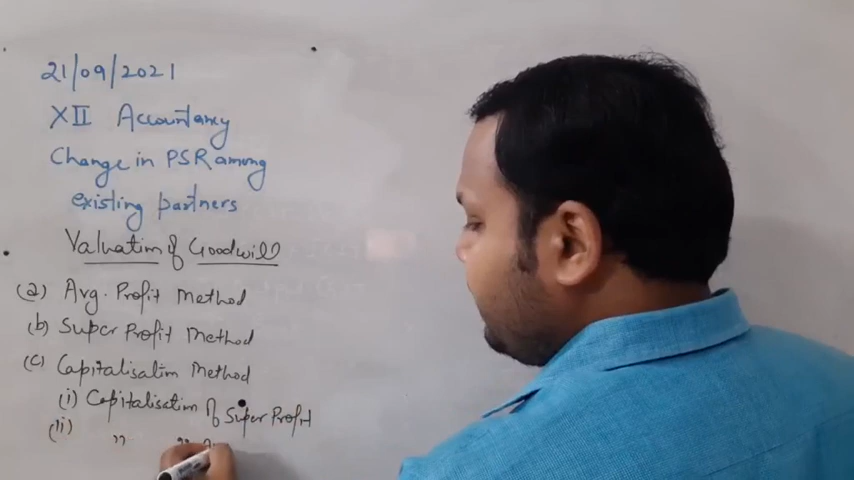 21/09/2021
XII Accountancy
Change in PSR among
existing partners
Valuation of Goodwill
(a) Avg. Profit Method
(b) Super Profit Method
(c) Capitalisation Method
(i) Capitalisation of Super Profit
(ii) " "